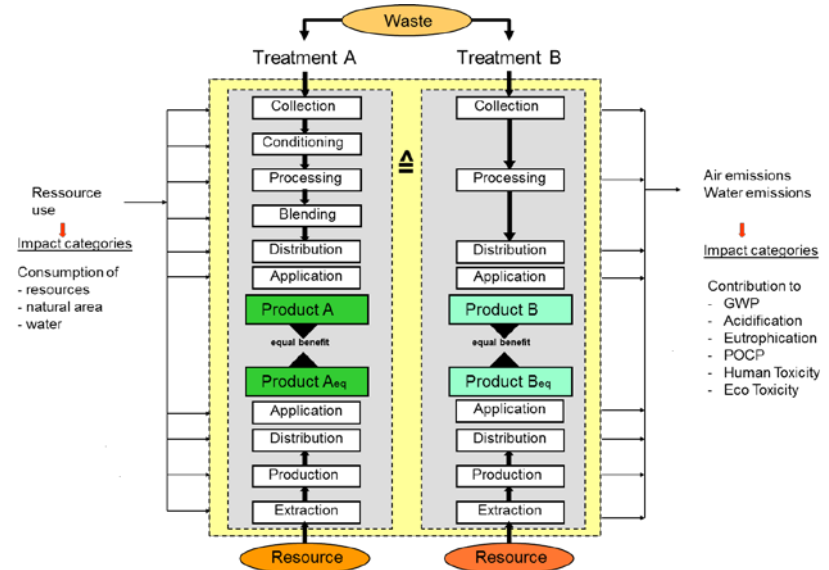 Waste
Treatment A
Treatment B
Collection
Collection
Conditioning
Processing
Processing
Blending
Distribution
Distribution
Application
Application
Product A
Product B
equal benefit
equal benefit
Product Aeq
Product Beq
Application
Application
Distribution
Distribution
Production
Production
Extraction
Extraction
Resource
Resource
≙
Ressource
use
Impact categories
Consumption of
- resources
- natural area
- water
Air emissions
Water emissions
Impact categories
Contribution to
- GWP
- Acidification
- Eutrophication
- POCP
- Human Toxicity
- Eco Toxicity